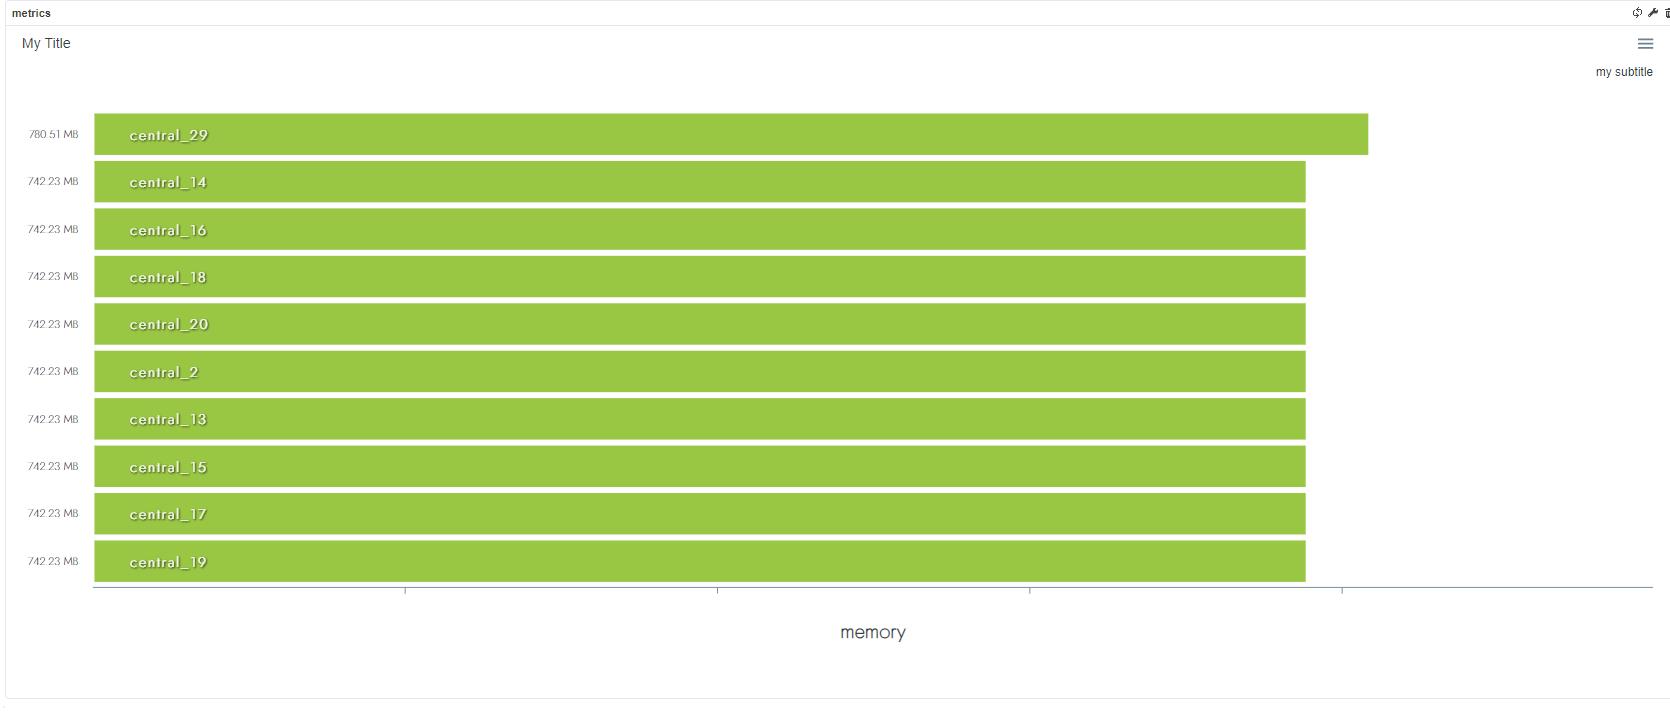 metrics
My Title
my subtitle
780.51 MB central_29
742.23 MB central_14
742.23 MB central_16
742.23 MB central_18
742.23 MB central_20
742.23 MB central_2
742.23 MB central_13
742.23 MB central_15
742.23 MB central_17
742.23 MB central_19
memory